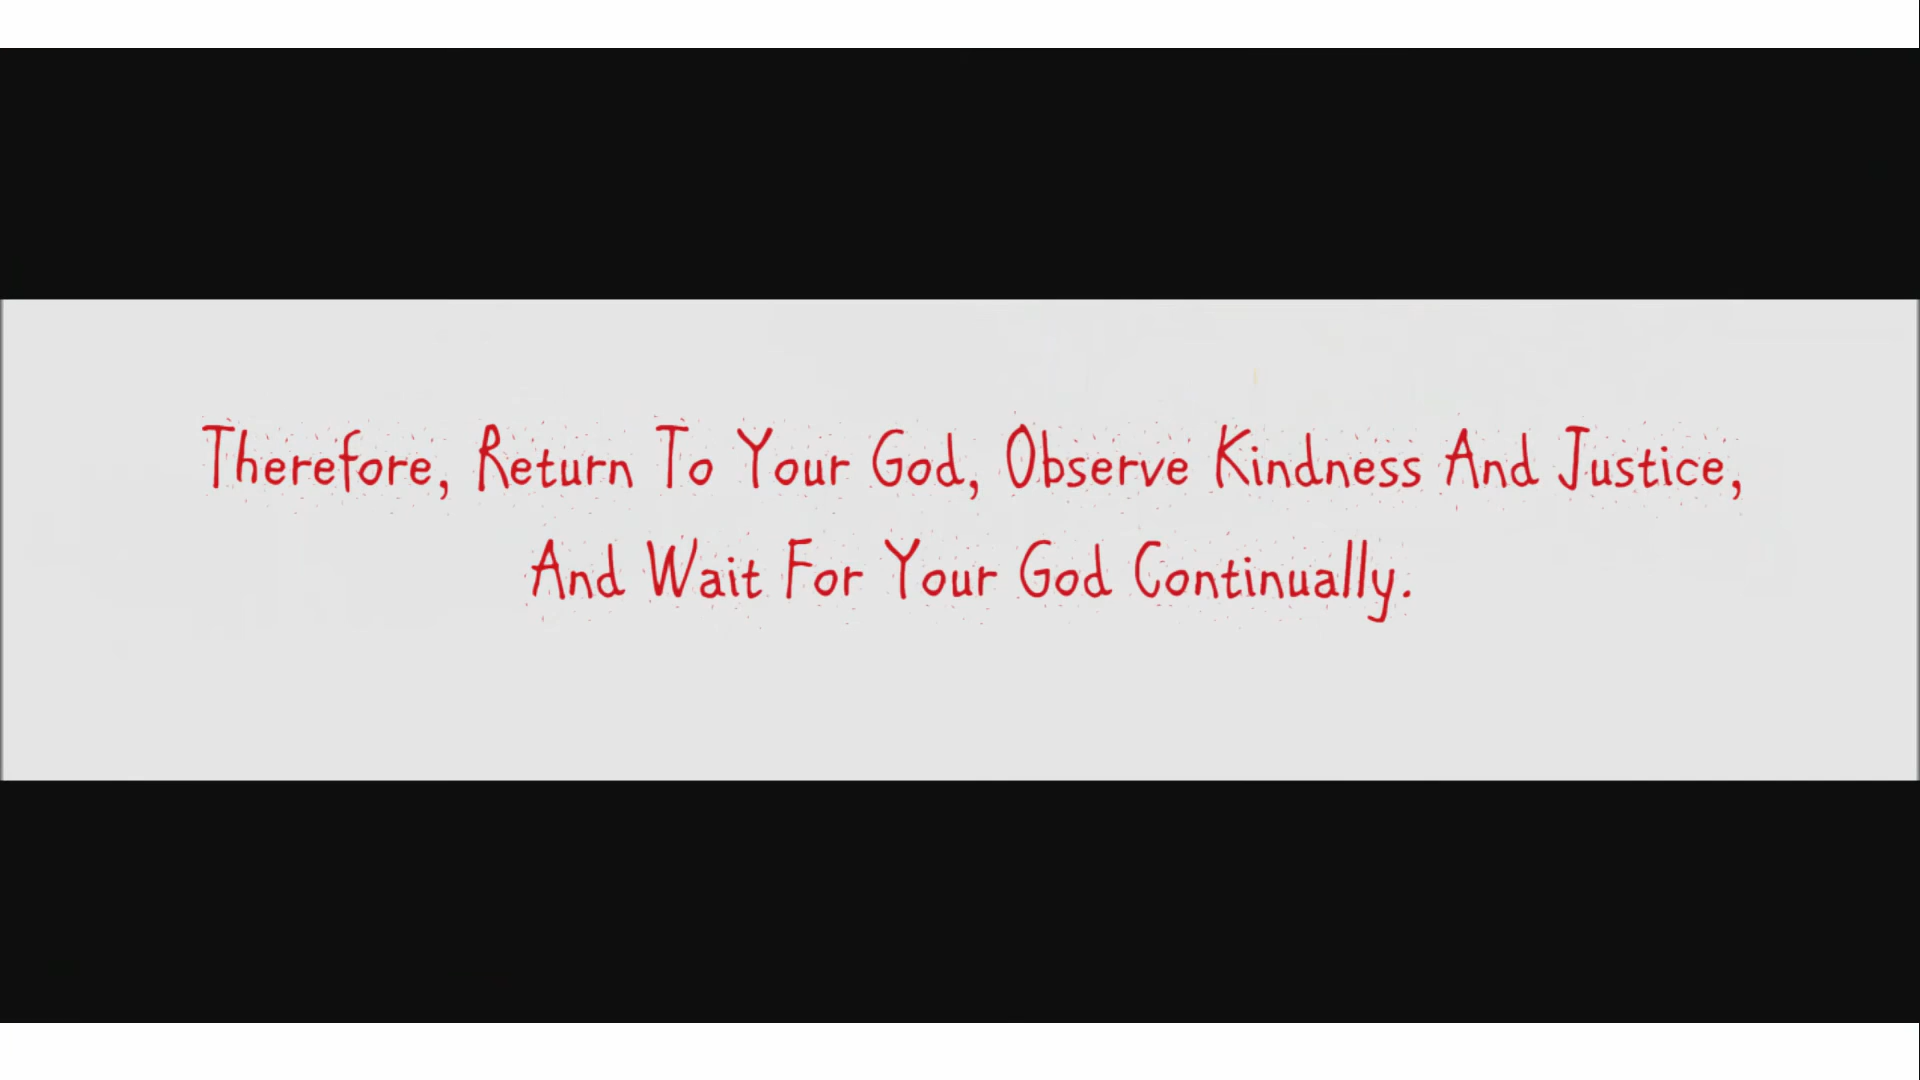 Therefore, Return To Your God, Observe Kindness And Justice,
And Wait For Your God Continually.